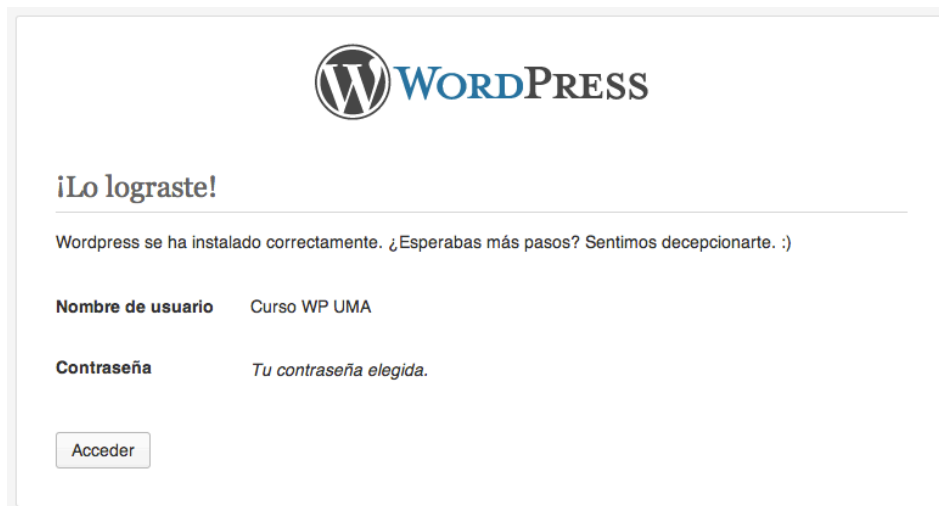 WORDPRESS
¡Lo lograste!
Wordpress se ha instalado correctamente. ¿Esperabas más pasos? Sentimos decepcionarte. :)
Nombre de usuario Curso WP UMA
Contraseña Tu contraseña elegida.
Acceder